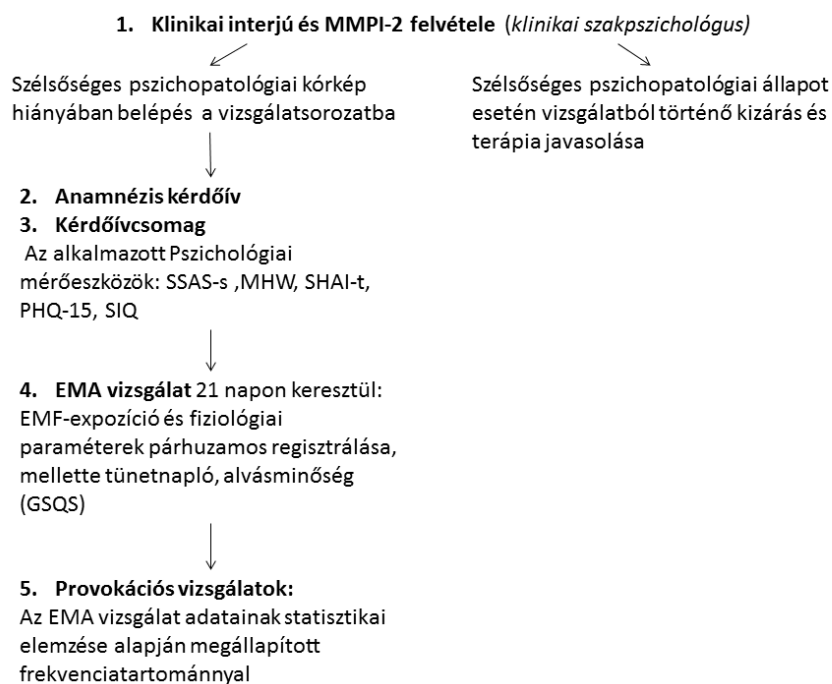 1. Klinikai interjú és MMPI-2 felvétele (klinikai szakpszichológus)
Szélsőséges pszichopatológiai kórkép
hiányában belépés a vizsgálatsorozatba
Szélsőséges pszichopatológiai állapot
esetén vizsgálatból történő kizárás és
terápia javasolása
2. Anamnézis kérdőív
3. Kérdőívcsomag
Az alkalmazott Pszichológiai
mérőeszközök: SSAS-s ,MHW, SHAI-t,
PHQ-15, SIQ
4. EMA vizsgálat 21 napon keresztül:
EMF-expozíció és fiziológiai
paraméterek párhuzamos regisztrálása,
mellette tünetnapló, alvásminőség
(GSQS)
5. Provokációs vizsgálatok:
Az EMA vizsgálat adatainak statisztikai
elemzése alapján megállapított
frekvenciatartománnyal